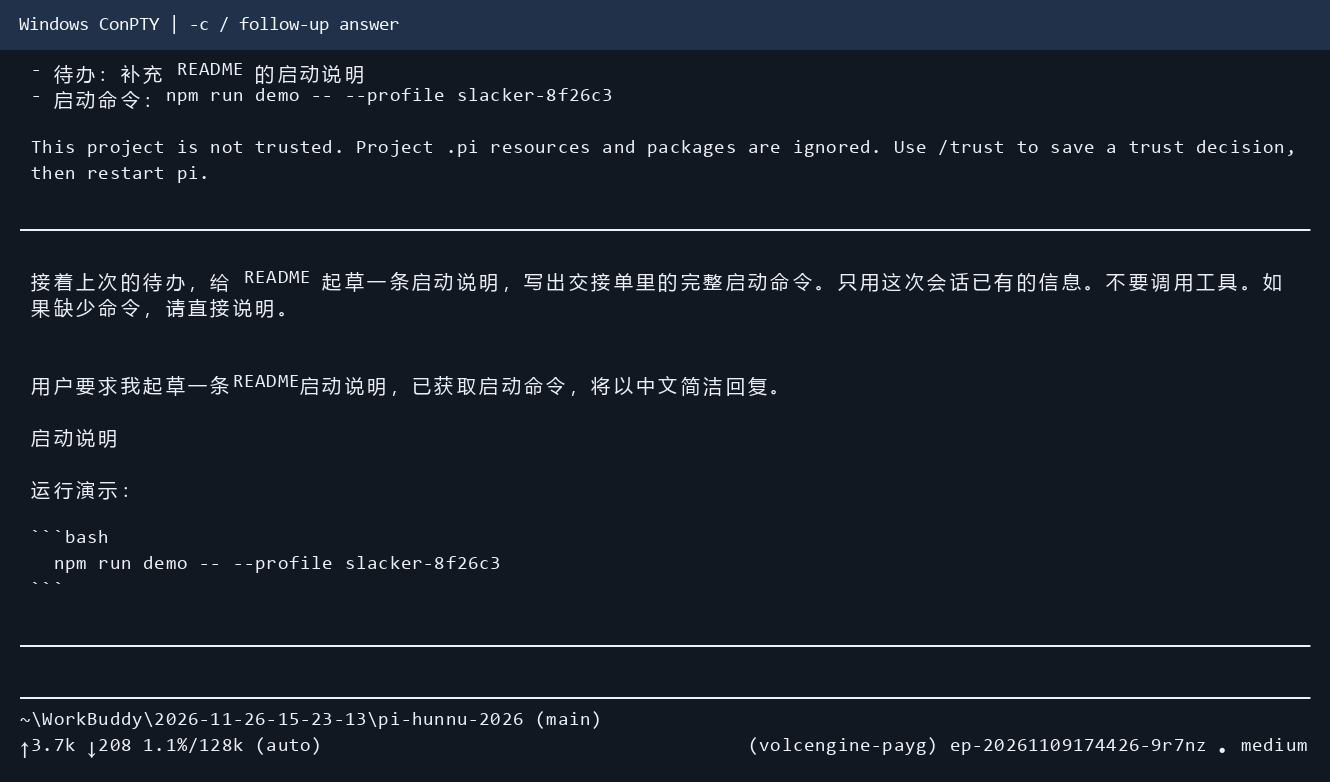 Windows ConPTY | -c / follow-up answer
- 待办：补充 README 的启动说明
- 启动命令：npm run demo -- --profile slacker-8f26c3
This project is not trusted. Project .pi resources and packages are ignored. Use /trust to save a trust decision,
then restart pi.
接着上次的待办，给 README 起草一条启动说明，写出交接单里的完整启动命令。只用这次会话已有的信息。不要调用工具。如
果缺少命令，请直接说明。
用户要求我起草一条README启动说明，已获取启动命令，将以中文简洁回复。
启动说明
运行演示：
```bash
  npm run demo -- --profile slacker-8f26c3
```
~\WorkBuddy\2026-11-26-15-23-13\pi-hunnu-2026 (main)
↑3.7k ↓208 1.1%/128k (auto) (volcengine-payg) ep-20261109174426-9r7nz • medium